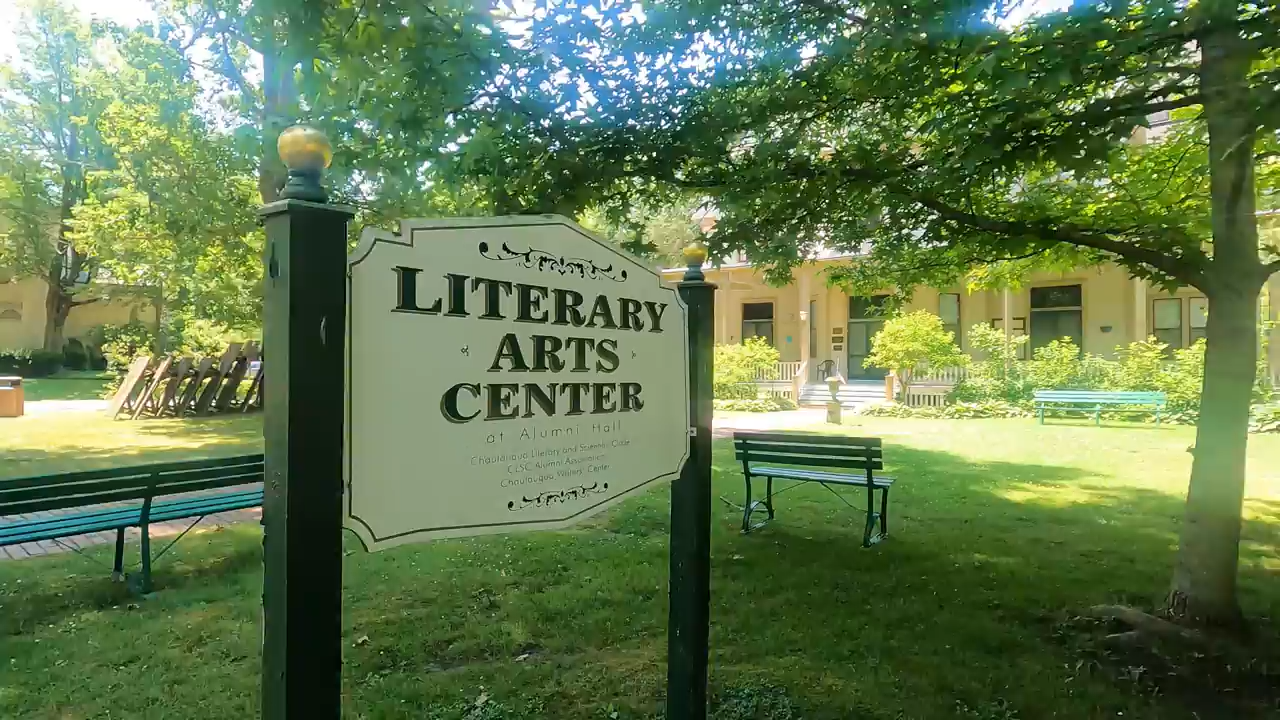 LITERARY
ARTS
CENTER
at Alumni Hall
Chautauqua Literary and Scientific Circle
CLSC Alumni Association
Chautauqua Writers' Center